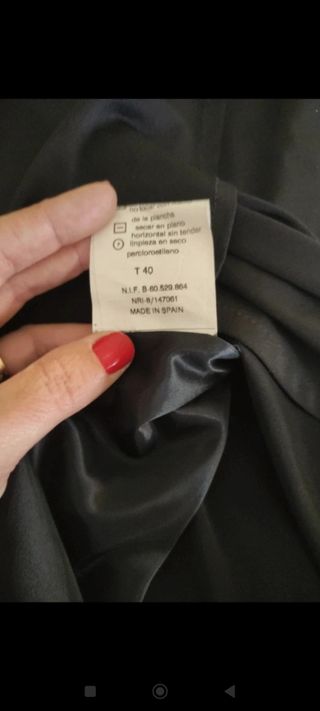 de la plancha
secar en plano
horizontal sin tender
limpieza en seco
percloroetileno
T 40
N.I.F. B-60.529.864
NRI-8/147061
MADE IN SPAIN